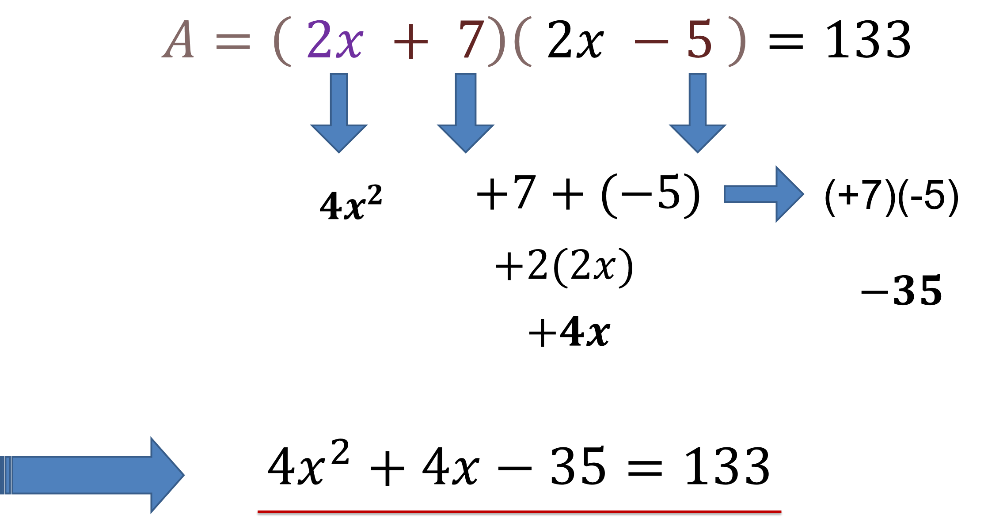 A = ( 2x + 7)( 2x − 5 ) = 133
4x² +7 + (−5) (+7)(-5)
+2(2x)
−35
+4x
4x² + 4x − 35 = 133